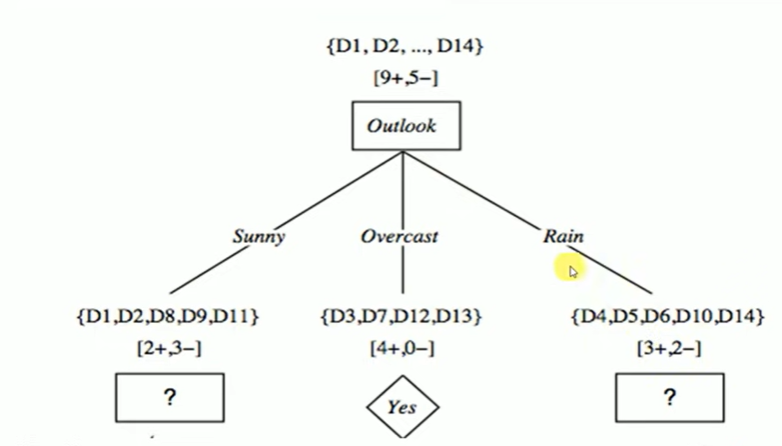 {D1, D2, ..., D14}
[9+,5−]
Outlook
Sunny
Overcast
Rain
{D1,D2,D8,D9,D11}
{D3,D7,D12,D13}
{D4,D5,D6,D10,D14}
[2+,3−]
[4+,0−]
[3+,2−]
?
Yes
?